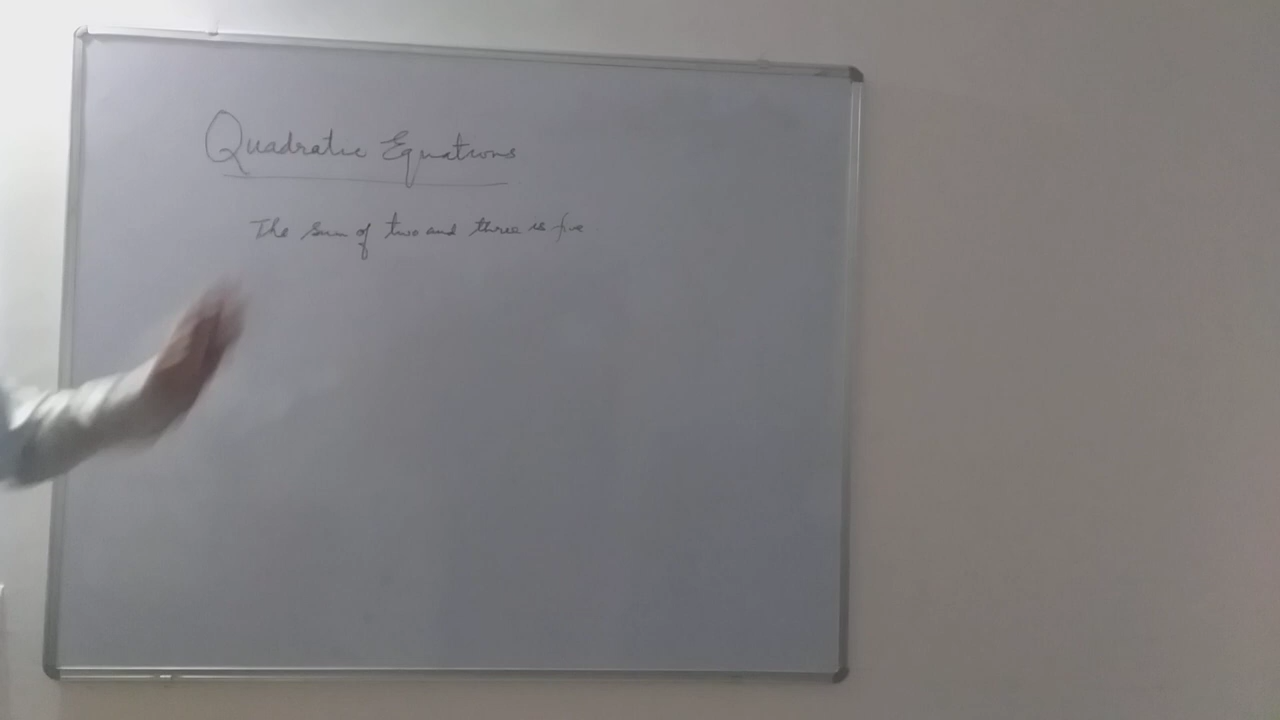 Quadratic Equations
The sum of two and three is five